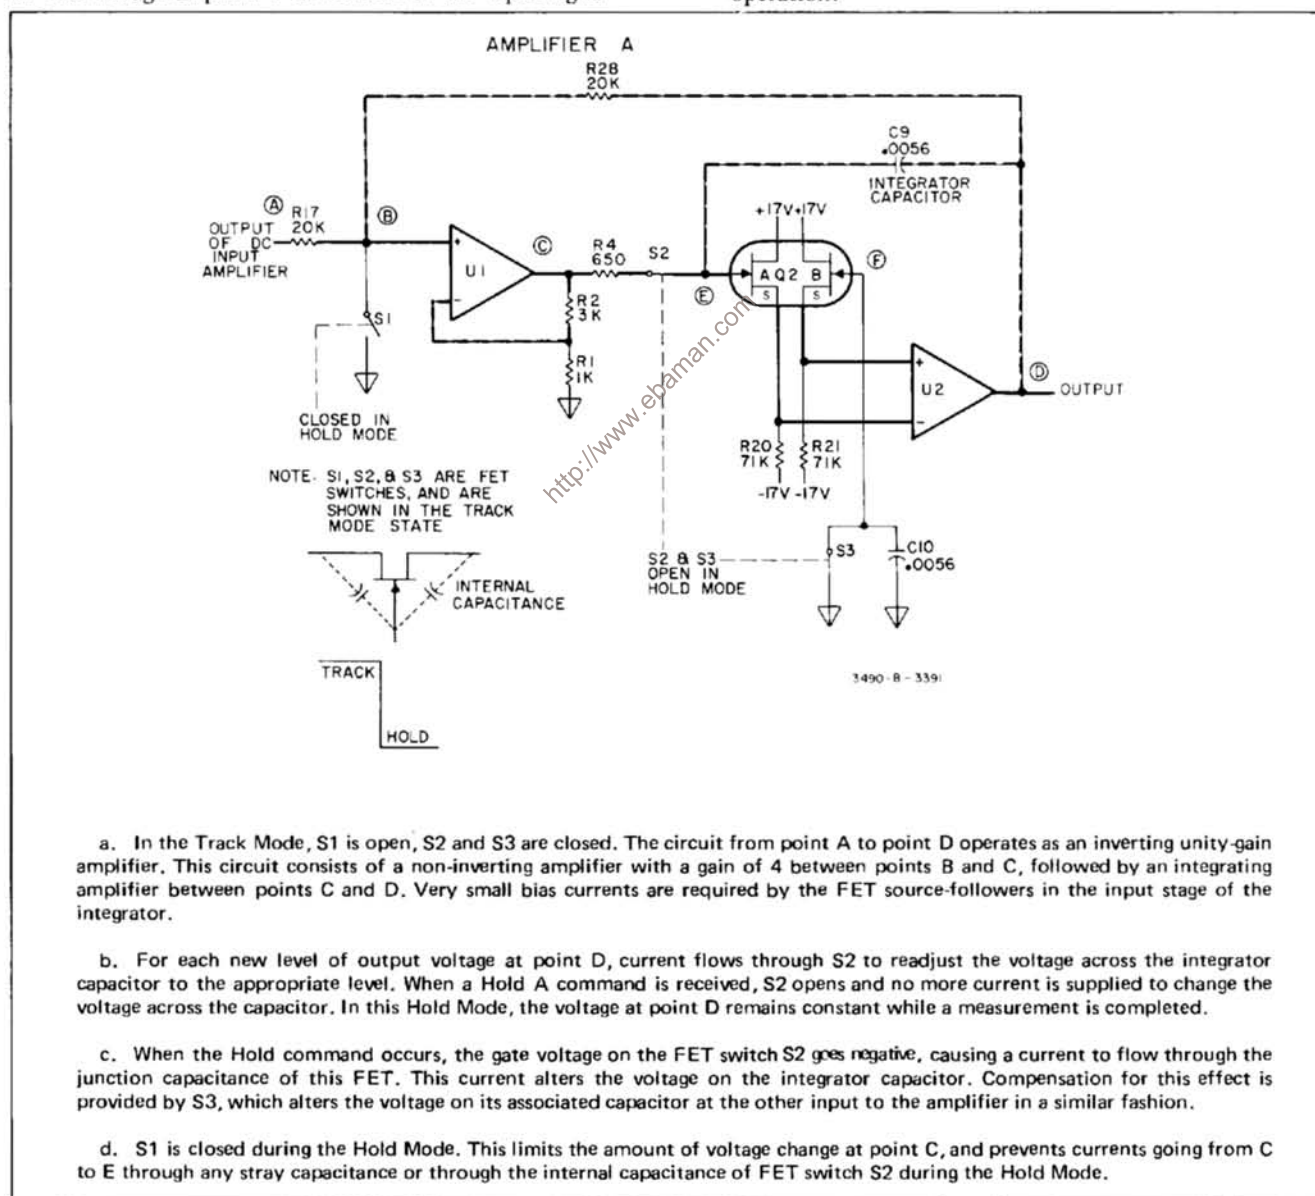 AMPLIFIER A
R28
20K
C9
.0056
INTEGRATOR
CAPACITOR
+17V+17V
A
R17
20K
OUTPUT
OF DC
INPUT
AMPLIFIER
B
+
U1
-
C
R4
650
S2
E
A Q2 B
S S
F
R2
3K
R1
1K
S1
CLOSED IN
HOLD MODE
+
U2
-
D
OUTPUT
R20
71K
R21
71K
-17V -17V
NOTE. S1, S2, & S3 ARE FET
SWITCHES, AND ARE
SHOWN IN THE TRACK
MODE STATE
S2 & S3
OPEN IN
HOLD MODE
S3
C10
.0056
INTERNAL
CAPACITANCE
TRACK
HOLD
3490-B-3391
http://www.ebaman.com
a. In the Track Mode, S1 is open, S2 and S3 are closed. The circuit from point A to point D operates as an inverting unity-gain
amplifier. This circuit consists of a non-inverting amplifier with a gain of 4 between points B and C, followed by an integrating
amplifier between points C and D. Very small bias currents are required by the FET source-followers in the input stage of the
integrator.
b. For each new level of output voltage at point D, current flows through S2 to readjust the voltage across the integrator
capacitor to the appropriate level. When a Hold A command is received, S2 opens and no more current is supplied to change the
voltage across the capacitor. In this Hold Mode, the voltage at point D remains constant while a measurement is completed.
c. When the Hold command occurs, the gate voltage on the FET switch S2 goes negative, causing a current to flow through the
junction capacitance of this FET. This current alters the voltage on the integrator capacitor. Compensation for this effect is
provided by S3, which alters the voltage on its associated capacitor at the other input to the amplifier in a similar fashion.
d. S1 is closed during the Hold Mode. This limits the amount of voltage change at point C, and prevents currents going from C
to E through any stray capacitance or through the internal capacitance of FET switch S2 during the Hold Mode.